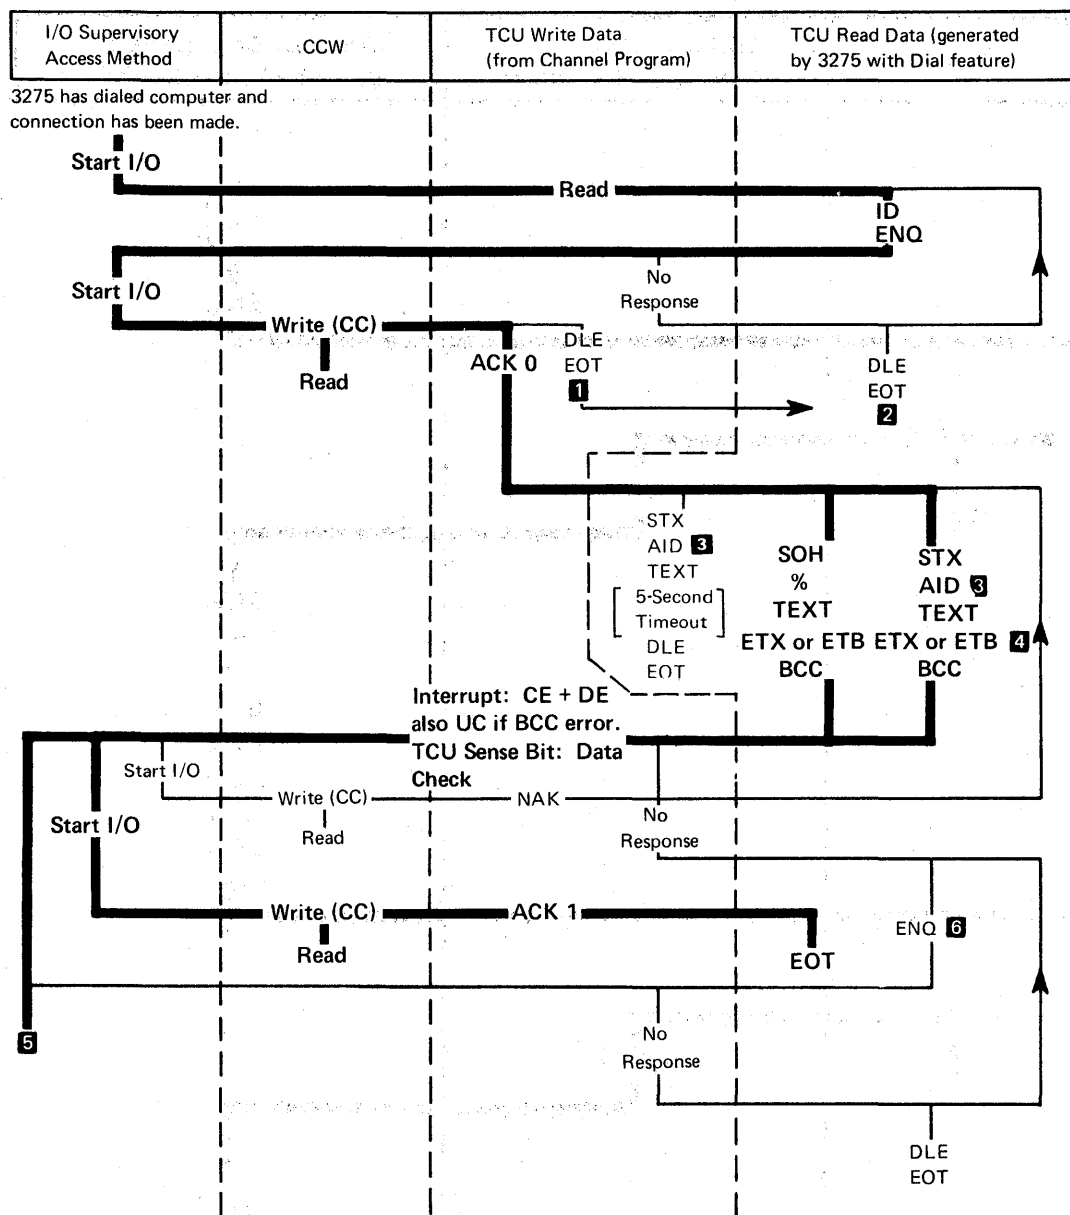 I/O Supervisory
Access Method
CCW
TCU Write Data
(from Channel Program)
TCU Read Data (generated
by 3275 with Dial feature)
3275 has dialed computer and
connection has been made.
Start I/O
Read
ID
ENQ
Start I/O
No
Response
Write (CC)
Read
ACK 0
DLE
EOT
1
DLE
EOT
2
STX
AID 3
TEXT
5-Second
Timeout
DLE
EOT
SOH
%
TEXT
ETX or ETB
BCC
STX
AID 3
TEXT
ETX or ETB 4
BCC
Interrupt: CE + DE
also UC if BCC error.
TCU Sense Bit: Data
Check
Start I/O
Write (CC)
NAK
Read
No
Response
Start I/O
Write (CC)
ACK 1
Read
EOT
ENQ 6
5
No
Response
DLE
EOT